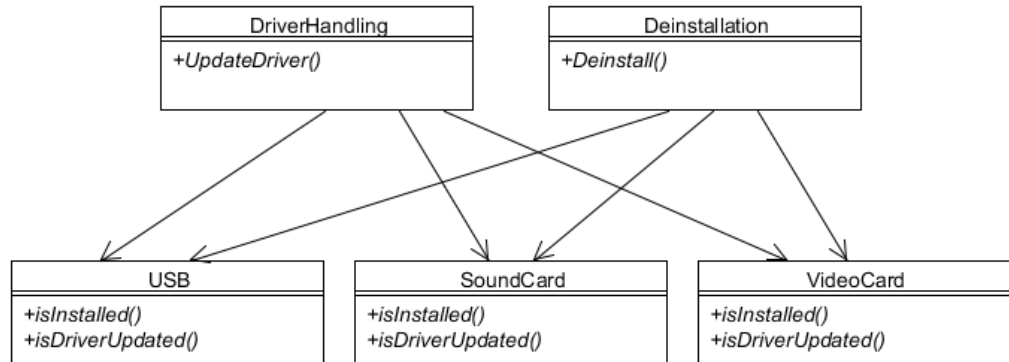 DriverHandling
+UpdateDriver()
Deinstallation
+Deinstall()
USB
+isInstalled()
+isDriverUpdated()
SoundCard
+isInstalled()
+isDriverUpdated()
VideoCard
+isInstalled()
+isDriverUpdated()